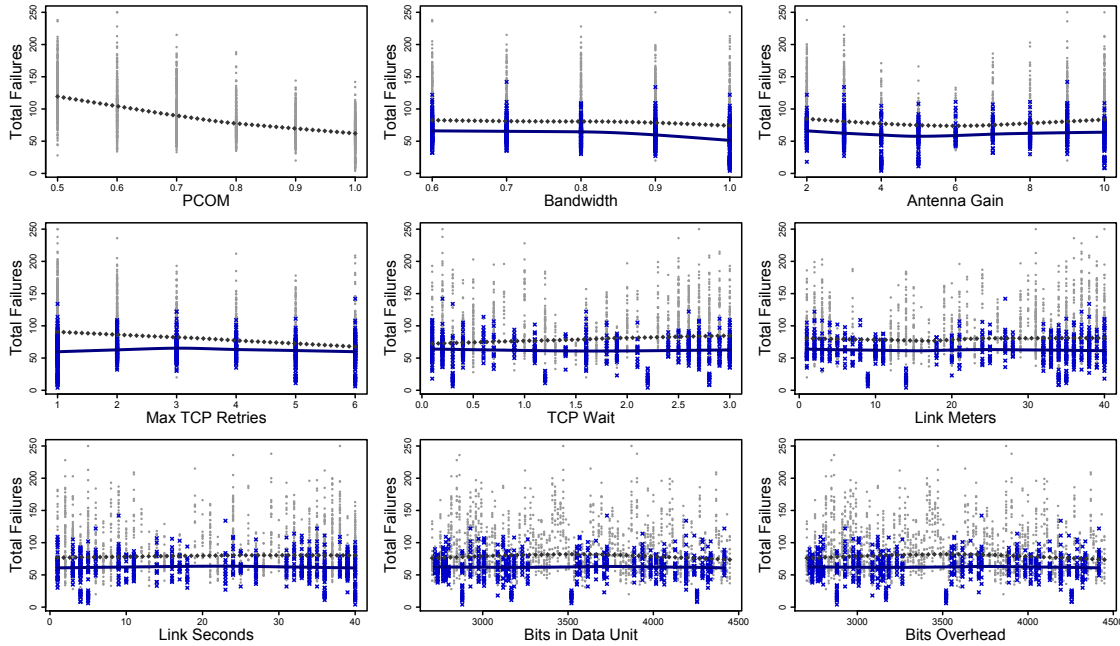 Total Failures
0 50 100 150 200 250
0.5 0.6 0.7 0.8 0.9 1.0
PCOM
Total Failures
0 50 100 150 200 250
0.6 0.7 0.8 0.9 1.0
Bandwidth
Total Failures
0 50 100 150 200 250
2 4 6 8 10
Antenna Gain
Total Failures
0 50 100 150 200 250
1 2 3 4 5 6
Max TCP Retries
Total Failures
0 50 100 150 200 250
0.0 0.5 1.0 1.5 2.0 2.5 3.0
TCP Wait
Total Failures
0 50 100 150 200 250
0 10 20 30 40
Link Meters
Total Failures
0 50 100 150 200 250
0 10 20 30 40
Link Seconds
Total Failures
0 50 100 150 200 250
3000 3500 4000 4500
Bits in Data Unit
Total Failures
0 50 100 150 200 250
3000 3500 4000 4500
Bits Overhead